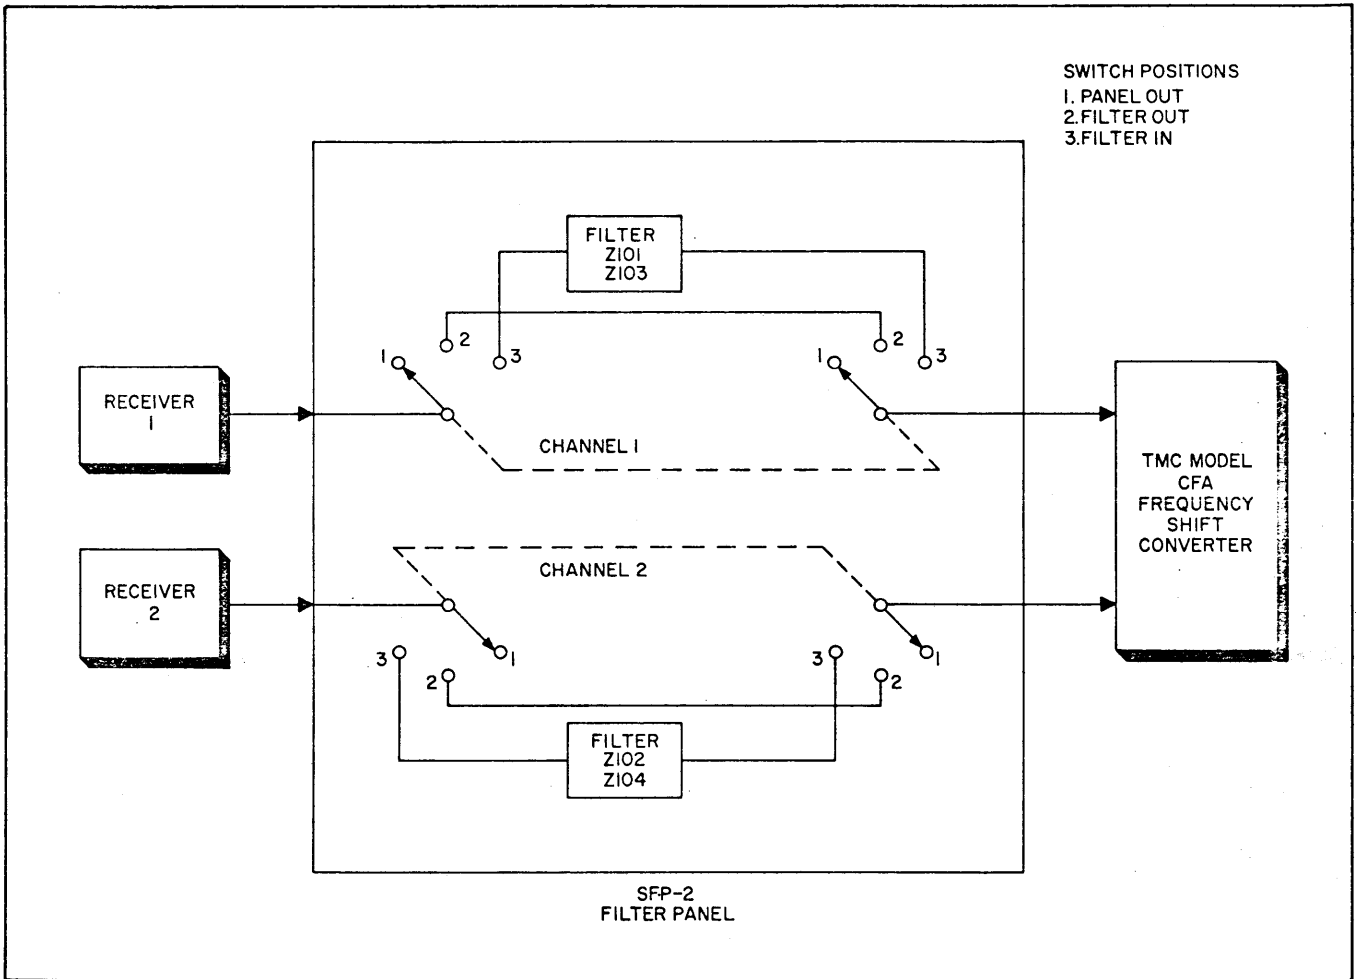 SWITCH POSITIONS
1. PANEL OUT
2. FILTER OUT
3. FILTER IN
FILTER
Z101
Z103
1
2
3
1
2
3
RECEIVER
1
CHANNEL 1
TMC MODEL
CFA
FREQUENCY
SHIFT
CONVERTER
RECEIVER
2
CHANNEL 2
3
2
1
3
2
1
FILTER
Z102
Z104
SFP-2
FILTER PANEL